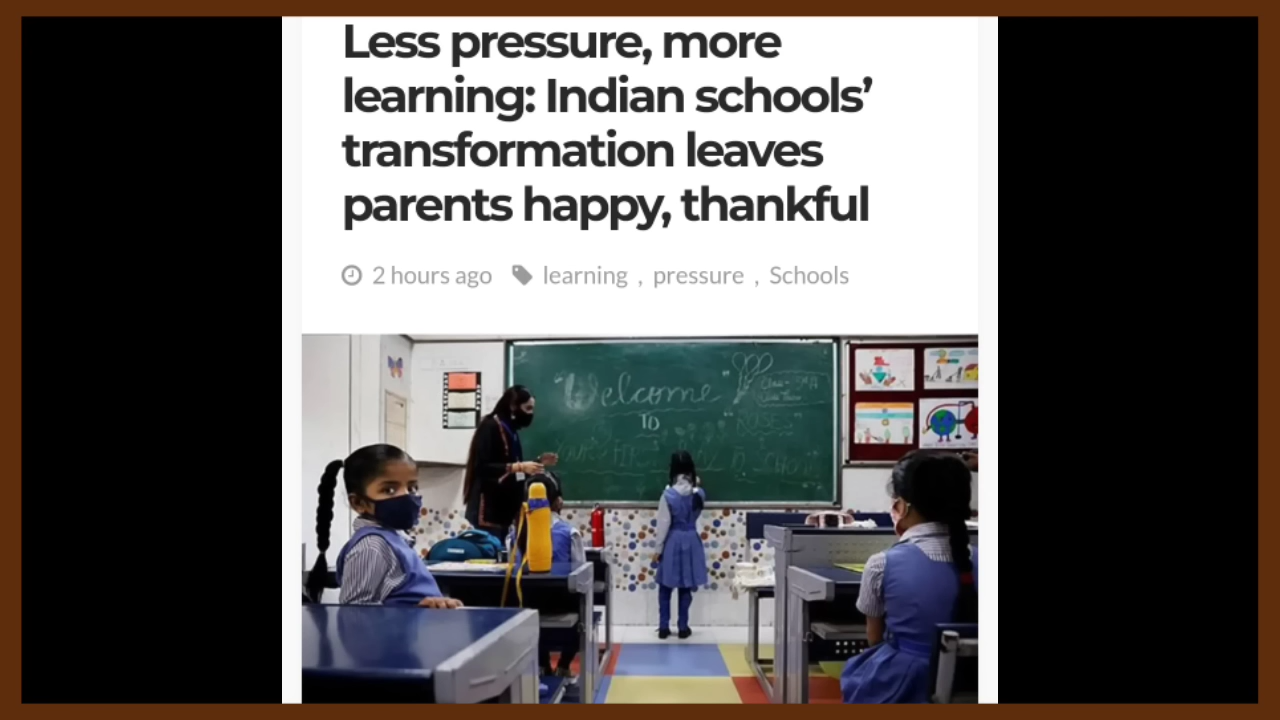 Less pressure, more
learning: Indian schools’
transformation leaves
parents happy, thankful
2 hours ago learning , pressure , Schools
Welcome
TO